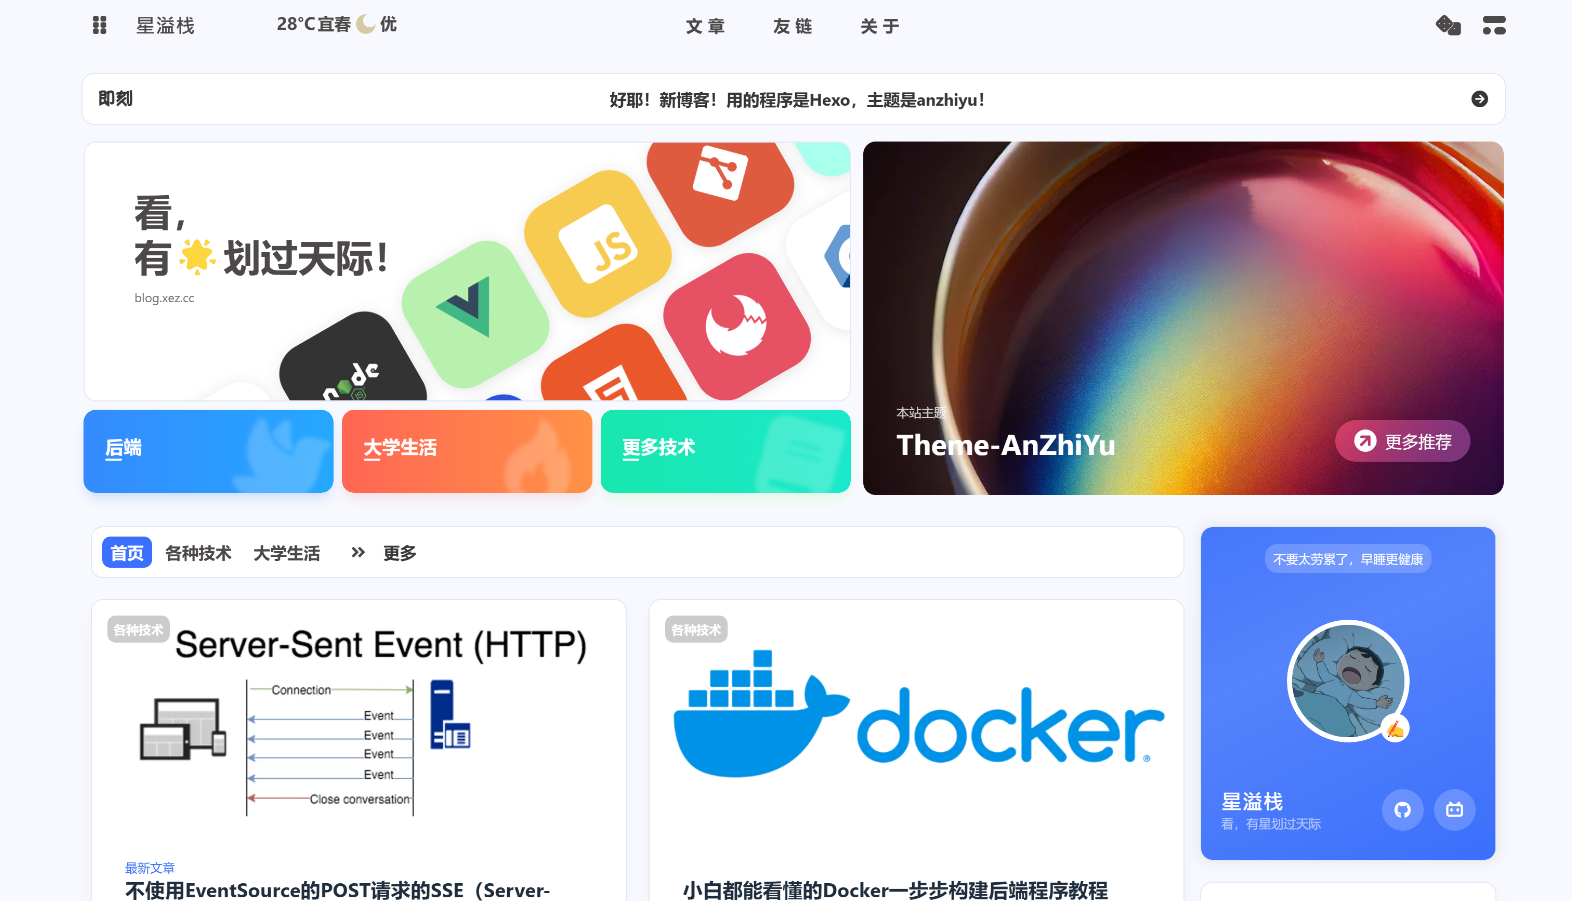 星溢栈
28℃宜春 优
文章
友链
关于
即刻
好耶！新博客！用的程序是Hexo，主题是anzhiyu！
看，
有🌟划过天际！
blog.xez.cc
JS
本站主题
Theme-AnZhiYu
更多推荐
后端
大学生活
更多技术
首页
各种技术
大学生活
更多
各种技术
Server-Sent Event (HTTP)
Connection
Event
Event
Event
Event
Close conversation
最新文章
不使用EventSource的POST请求的SSE（Server-
各种技术
docker
小白都能看懂的Docker一步步构建后端程序教程
不要太劳累了，早睡更健康
星溢栈
看，有星划过天际